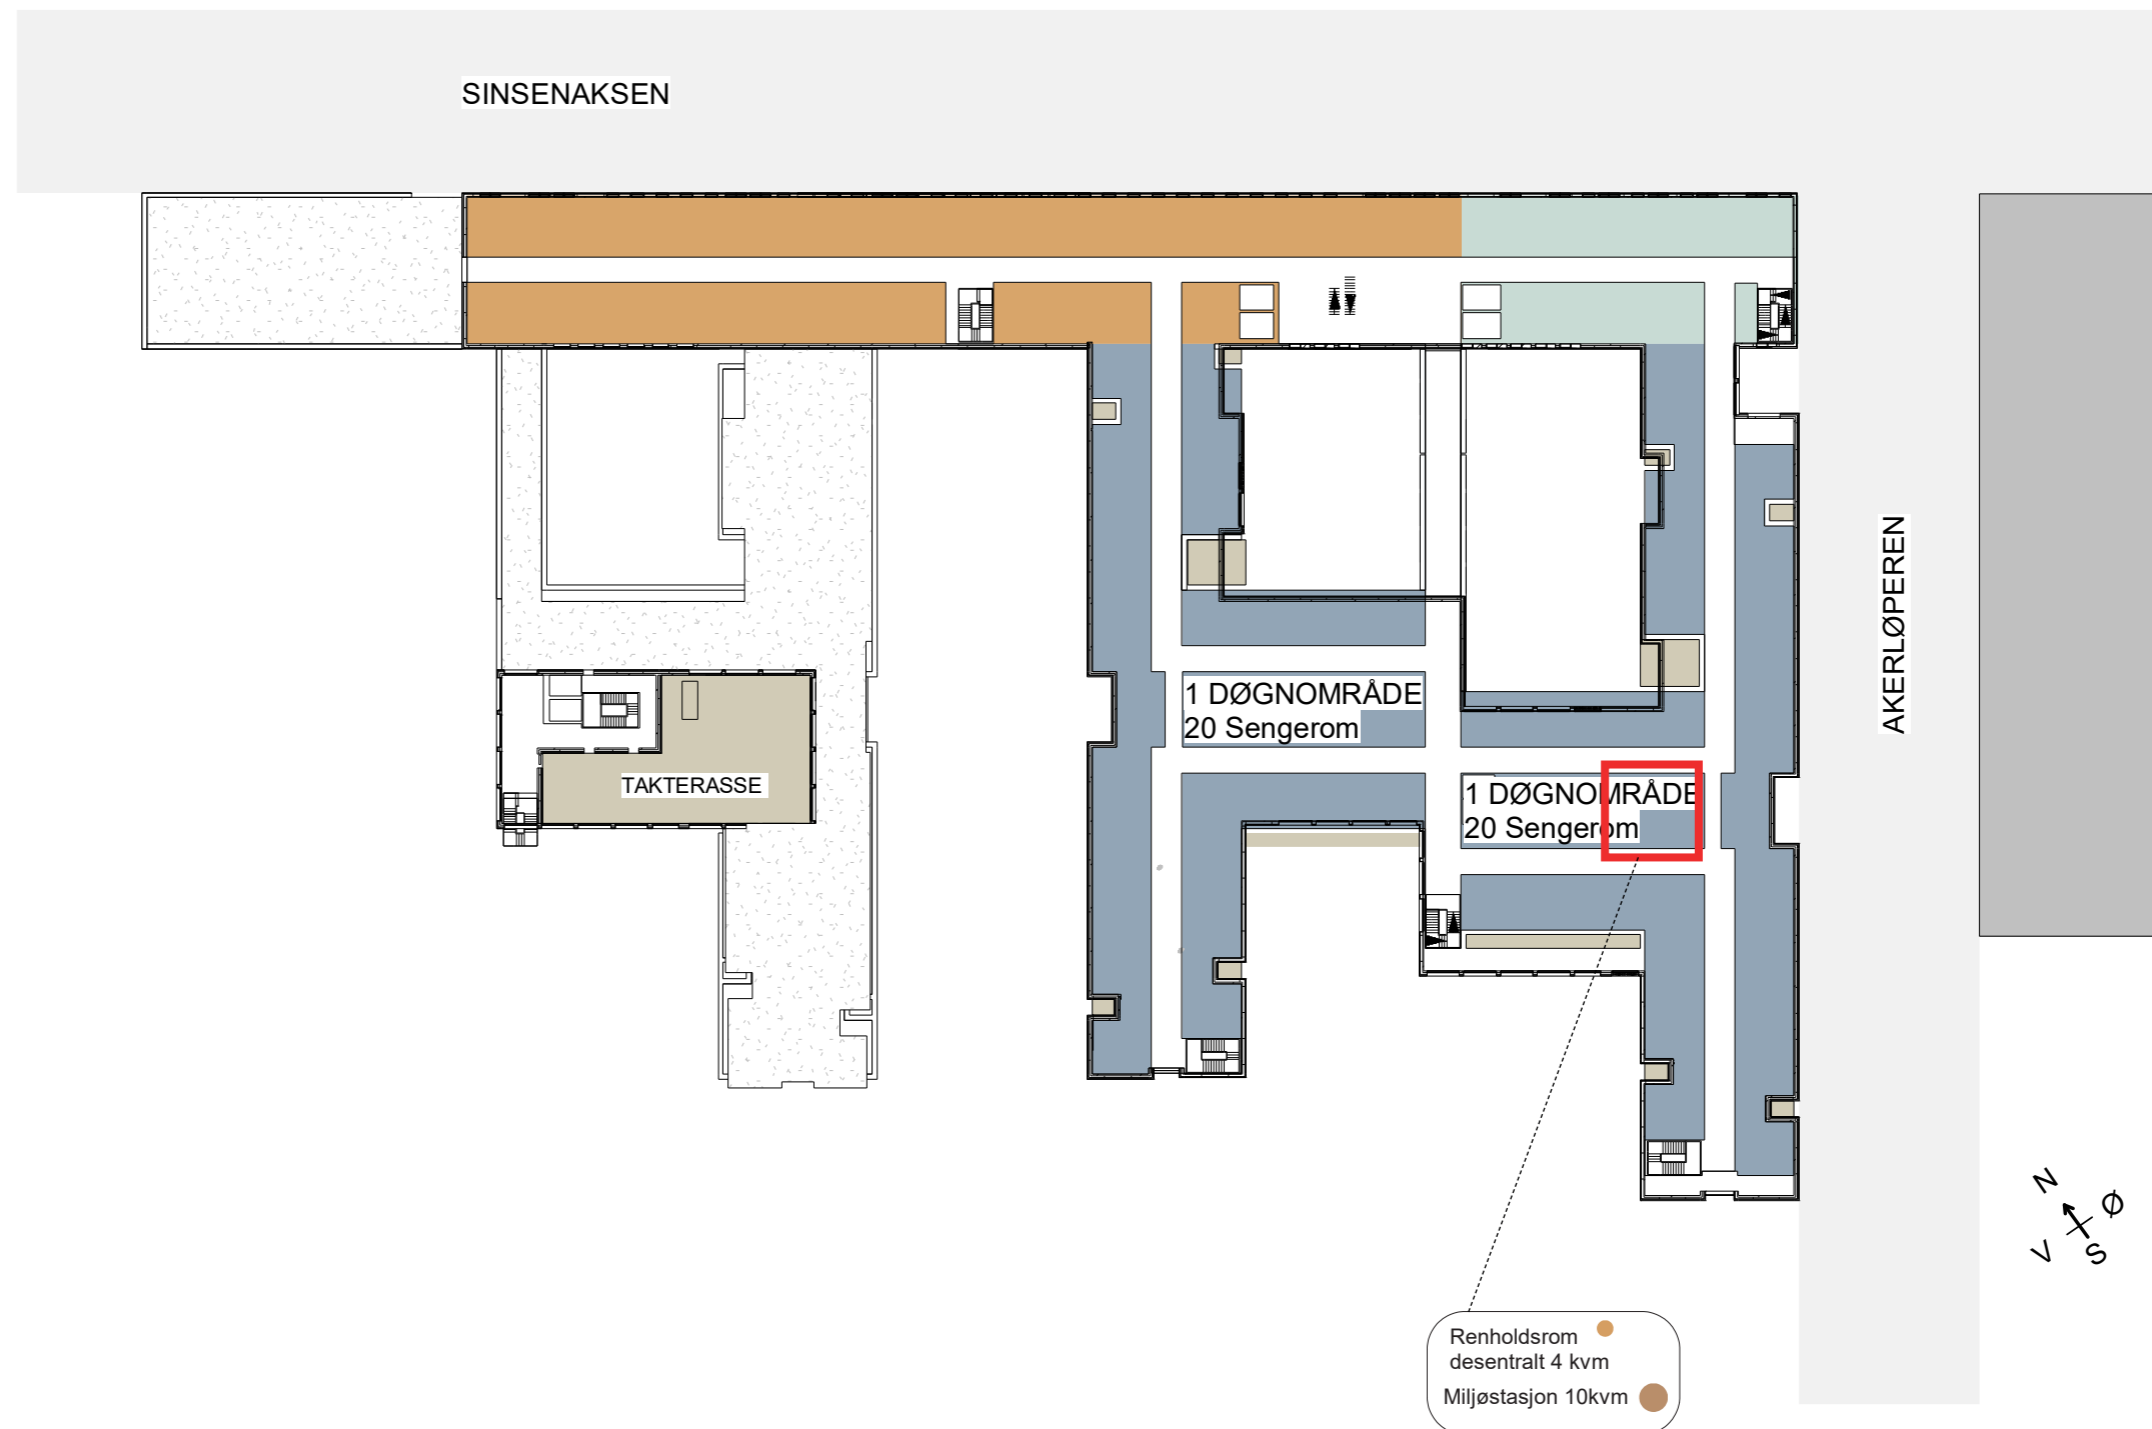 SINSENAKSEN
AKERLØPEREN
1 DØGNOMRÅDE
20 Sengerom
TAKTERASSE
1 DØGNOMRÅDE
20 Sengerom
N
Ø
V
S
Renholdsrom
desentralt 4 kvm
Miljøstasjon 10kvm